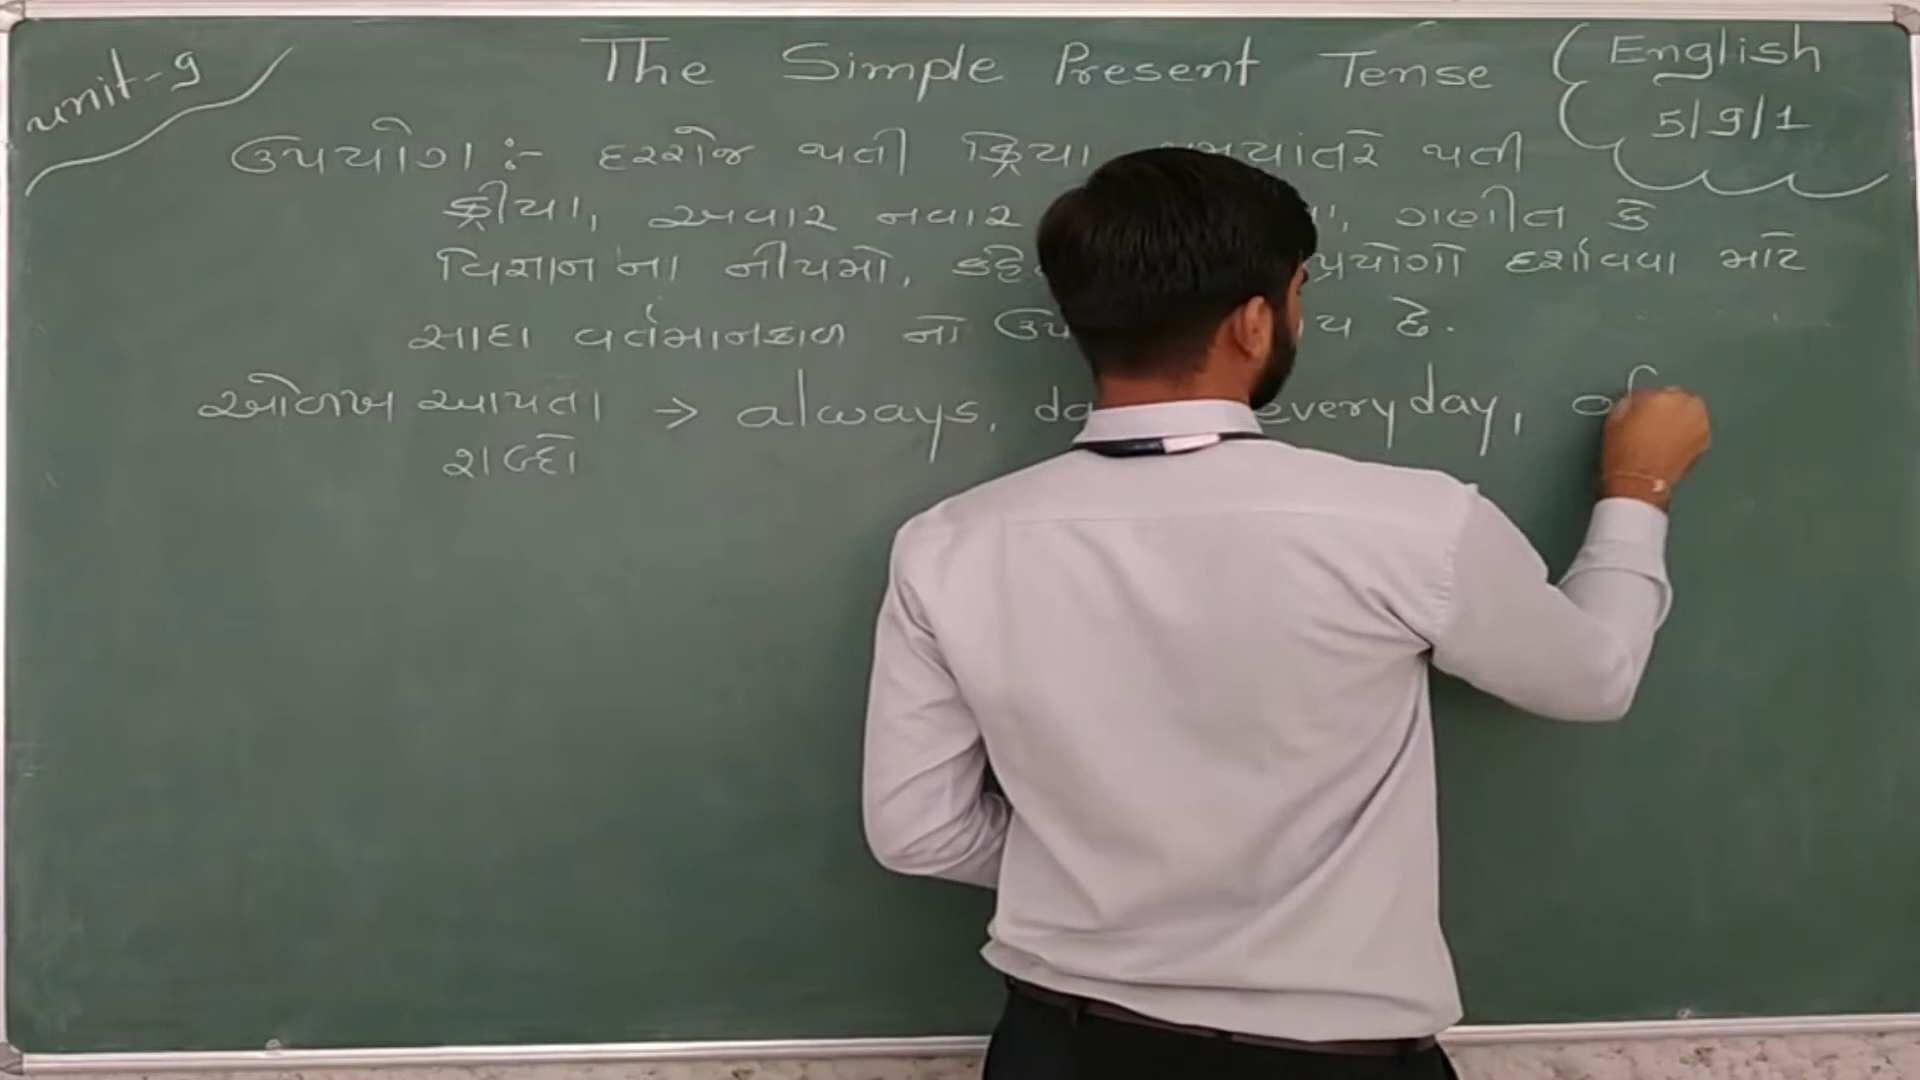 unit-9
The Simple Present Tense
English
5/9/1
ઉપયોગ :- દરરોજ થતી ક્રિયા થતી
ક્રીયા, અવાર નવાર ગણીત કે
વિજ્ઞાન ના નીયમો, દર્શાવવા માટે
સાદા વર્તમાનકાળ નો છે.
ઓળખ આપતા → always, everyday,
શબ્દો